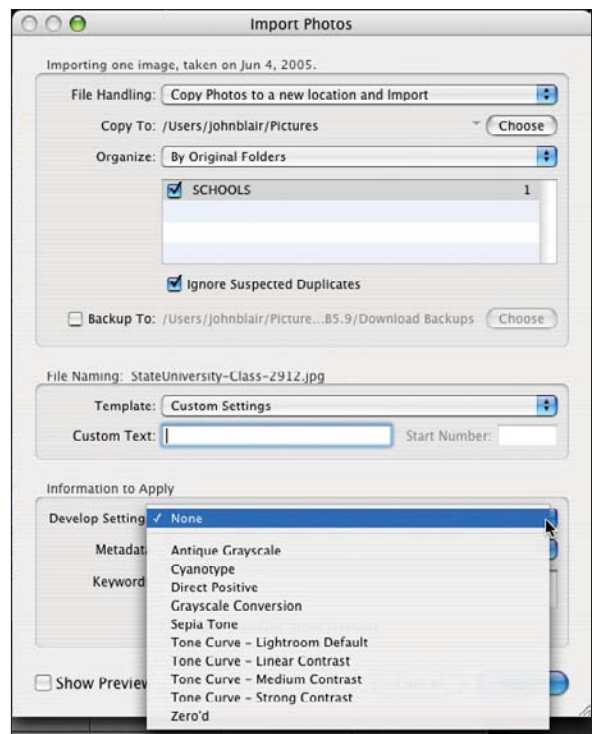 Import Photos
Importing one image, taken on Jun 4, 2005.
File Handling: Copy Photos to a new location and Import
Copy To: /Users/johnblair/Pictures Choose
Organize: By Original Folders
SCHOOLS 1
Ignore Suspected Duplicates
Backup To: /Users/johnblair/Picture...B5.9/Download Backups Choose
File Naming: StateUniversity-Class-2912.jpg
Template: Custom Settings
Custom Text: Start Number:
Information to Apply
Develop Setting ✓ None
Metadat
Antique Grayscale
Cyanotype
Keyword Direct Positive
Grayscale Conversion
Sepia Tone
Tone Curve – Lightroom Default
Tone Curve – Linear Contrast
Show Preview Tone Curve – Medium Contrast
Tone Curve – Strong Contrast
Zero'd